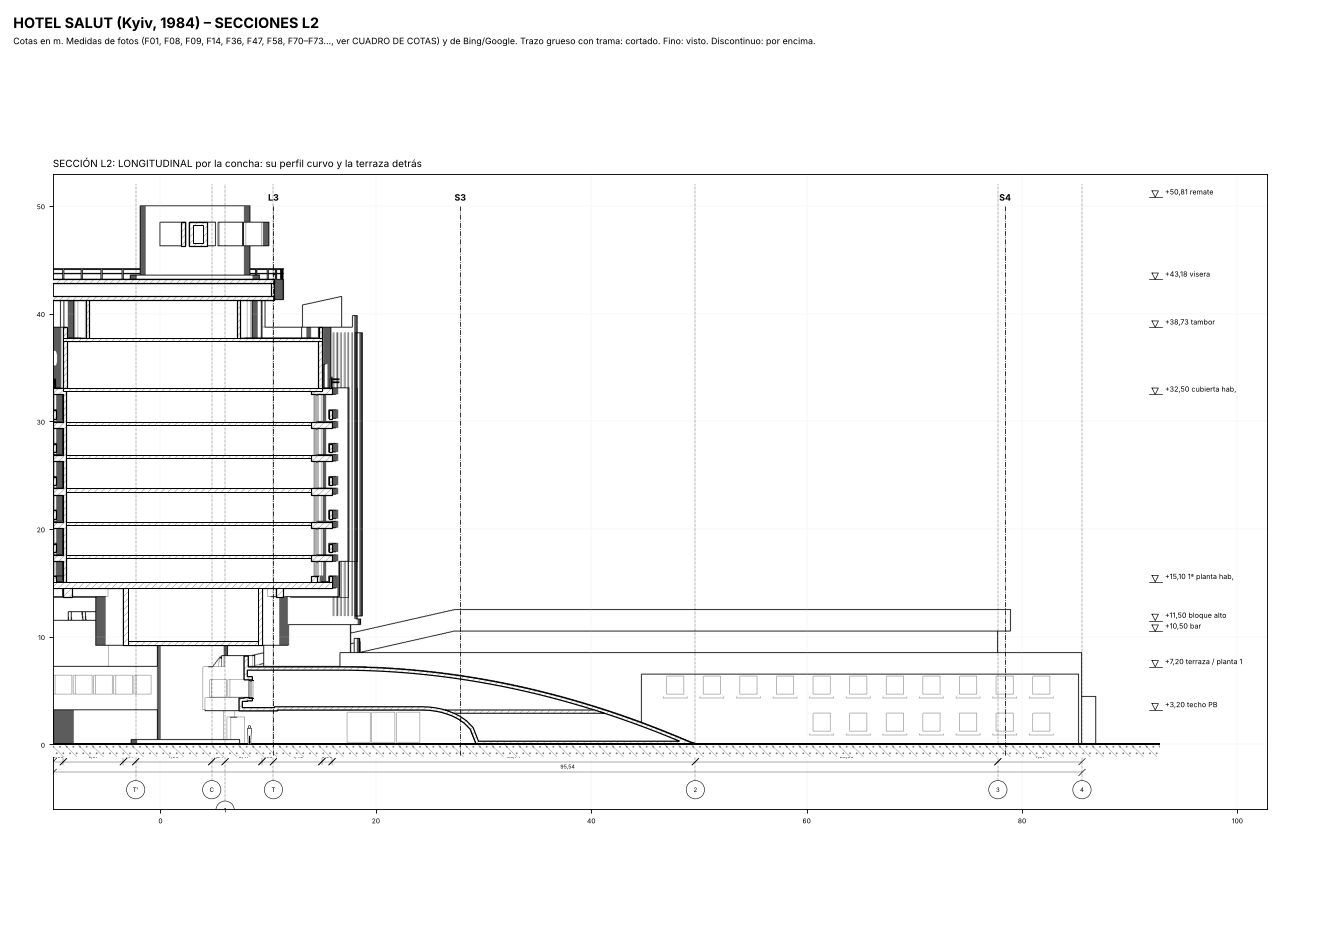 HOTEL SALUT (Kyiv, 1984) – SECCIONES L2
Cotas en m. Medidas de fotos (F01, F08, F09, F14, F36, F47, F58, F70–F73..., ver CUADRO DE COTAS) y de Bing/Google. Trazo grueso con trama: cortado. Fino: visto. Discontinuo: por encima.
SECCIÓN L2: LONGITUDINAL por la concha: su perfil curvo y la terraza detrás
L3
S3
S4
+50,81 remate
50
+43,18 visera
40
+38,73 tambor
+32,50 cubierta hab,
30
20
+15,10 1ª planta hab,
+11,50 bloque alto
+10,50 bar
10
+7,20 terraza / planta 1
+3,20 techo PB
0
95,54
T'
C
T
2
3
4
0
20
40
60
80
100